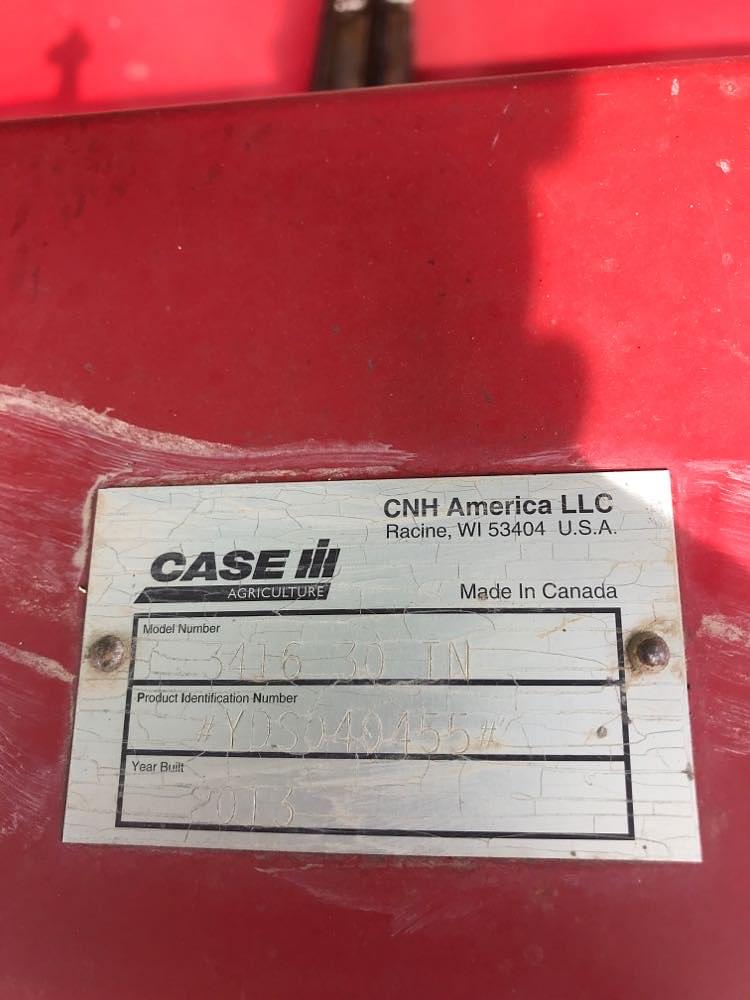 CNH America LLC
Racine, WI 53404 U.S.A.
CASE IH
AGRICULTURE
Made In Canada
Model Number
3416 30 IN
Product Identification Number
#YDS040455#
Year Built
2013